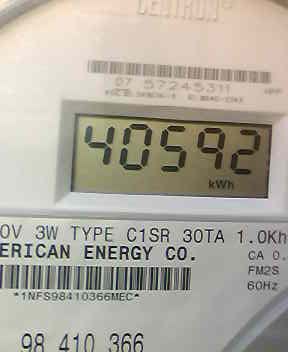 CENTRON
07 57245311
40592
kWh
0V 3W TYPE C1SR 30TA 1.0Kh
ERICAN ENERGY CO.
CA 0.
FM2S
60Hz
*1NFS98410366MEC*
98 410 366